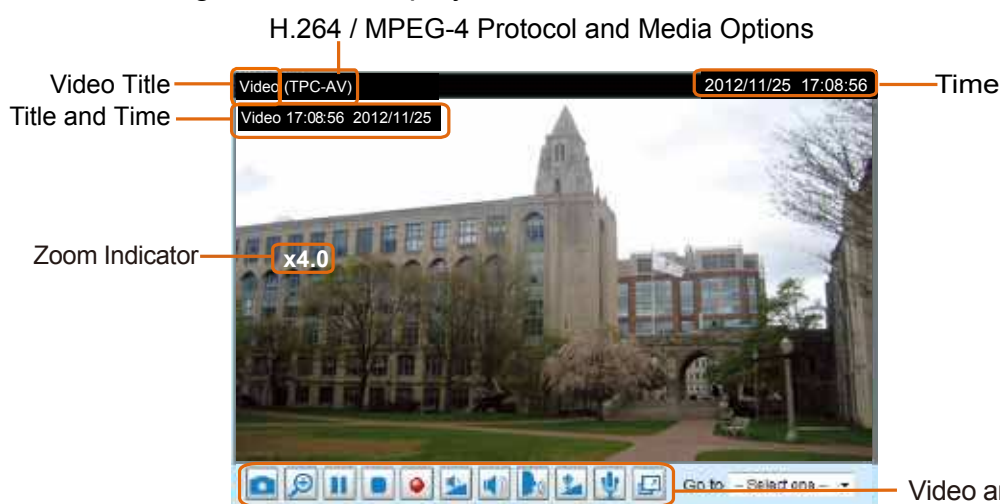 H.264 / MPEG-4 Protocol and Media Options
Video Title
Video (TPC-AV)
2012/11/25 17:08:56
Time
Title and Time
Video 17:08:56 2012/11/25
Zoom Indicator
x4.0
Go to
-- Select one --
Video